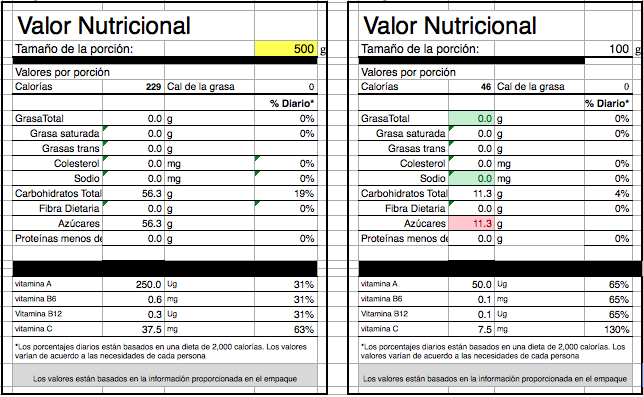 Valor Nutricional
Tamaño de la porción: 500 g
Valores por porción
Calorías 229 Cal de la grasa 0
% Diario*
GrasaTotal 0.0 g 0%
Grasa saturada 0.0 g 0%
Grasas trans 0.0 g
Colesterol 0.0 mg 0%
Sodio 0.0 mg 0%
Carbohidratos Total 56.3 g 19%
Fibra Dietaria 0.0 g 0%
Azúcares 56.3 g
Proteínas menos de 0.0 g 0%
vitamina A 250.0 Ug 31%
vitamina B6 0.6 mg 31%
Vitamina B12 0.3 Ug 31%
vitamina C 37.5 mg 63%
*Los porcentajes diarios están basados en una dieta de 2,000 calorías. Los valores
varían de acuerdo a las necesidades de cada persona
Los valores están basados en la información proporcionada en el empaque
Valor Nutricional
Tamaño de la porción: 100 g
Valores por porción
Calorías 46 Cal de la grasa 0
% Diario*
GrasaTotal 0.0 g 0%
Grasa saturada 0.0 g 0%
Grasas trans 0.0 g
Colesterol 0.0 mg 0%
Sodio 0.0 mg 0%
Carbohidratos Total 11.3 g 4%
Fibra Dietaria 0.0 g 0%
Azúcares 11.3 g
Proteínas menos de 0.0 g 0%
vitamina A 50.0 Ug 65%
vitamina B6 0.1 mg 65%
Vitamina B12 0.1 Ug 65%
vitamina C 7.5 mg 130%
*Los porcentajes diarios están basados en una dieta de 2,000 calorías. Los
valores varían de acuerdo a las necesidades de cada persona
Los valores están basados en la información proporcionada en el empaque